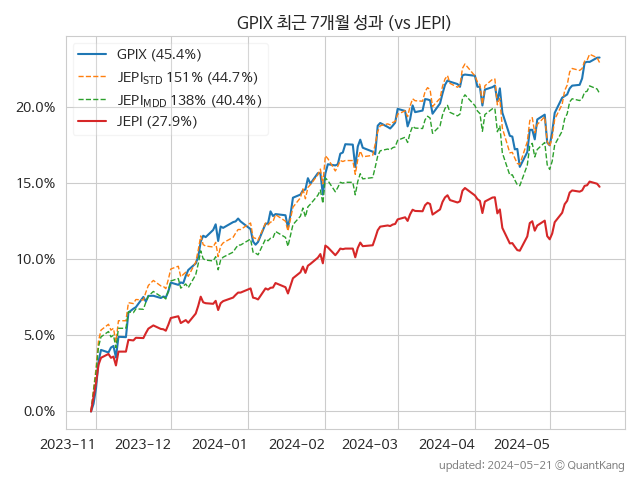 GPIX 최근 7개월 성과 (vs JEPI)
GPIX (45.4%)
JEPI_STD 151% (44.7%)
JEPI_MDD 138% (40.4%)
JEPI (27.9%)
20.0%
15.0%
10.0%
5.0%
0.0%
2023−11 2023−12 2024−01 2024−02 2024−03 2024−04 2024−05
updated: 2024-05-21 © QuantKang